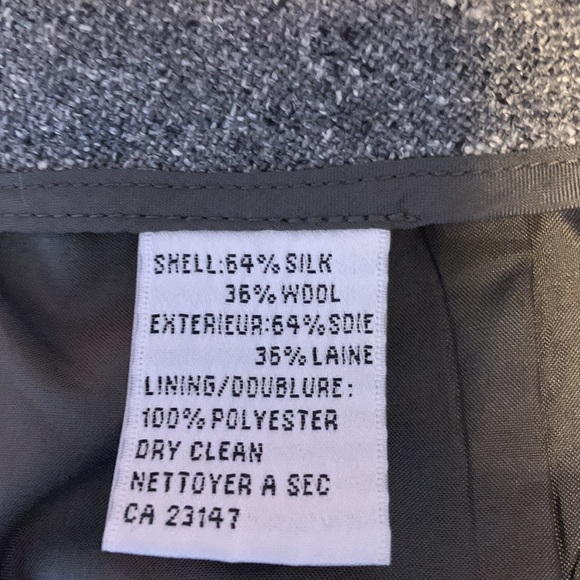 SHELL:64% SILK
36% WOOL
EXTERIEUR:64% SOIE
36% LAINE
LINING/DOUBLURE:
100% POLYESTER
DRY CLEAN
NETTOYER A SEC
CA 23147